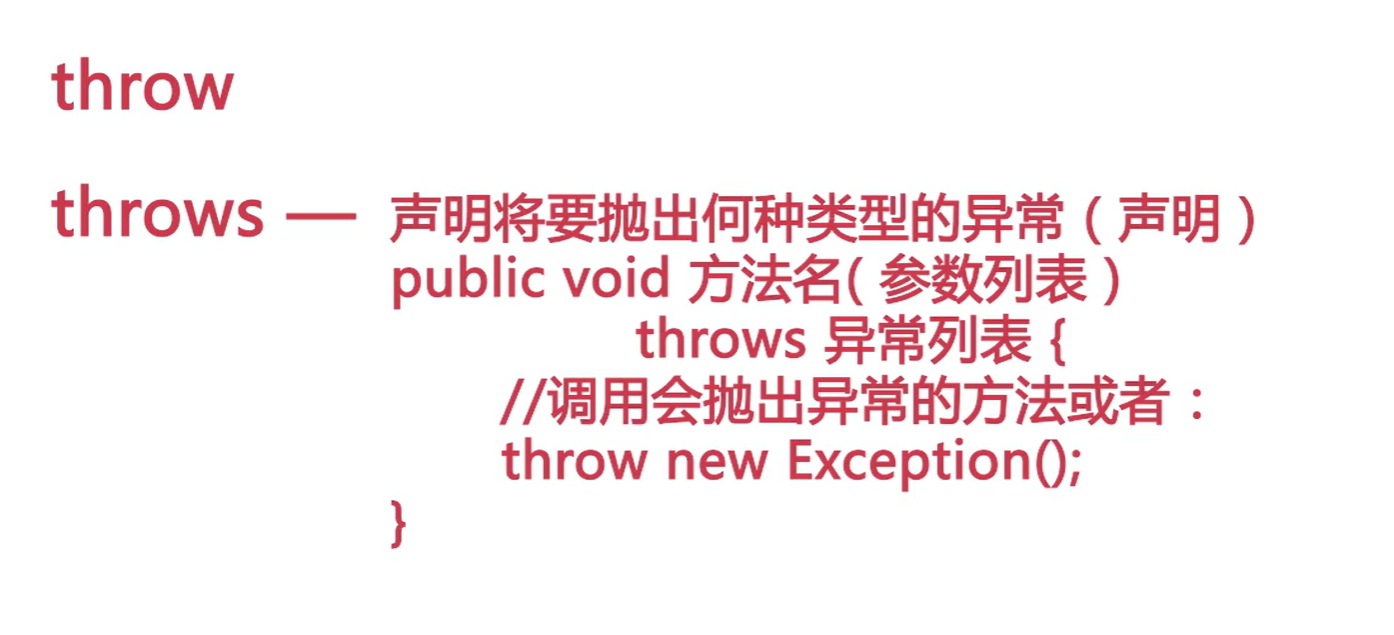 throw
throws — 声明将要抛出何种类型的异常（声明）
public void 方法名(参数列表)
throws 异常列表 {
//调用会抛出异常的方法或者：
throw new Exception();
}